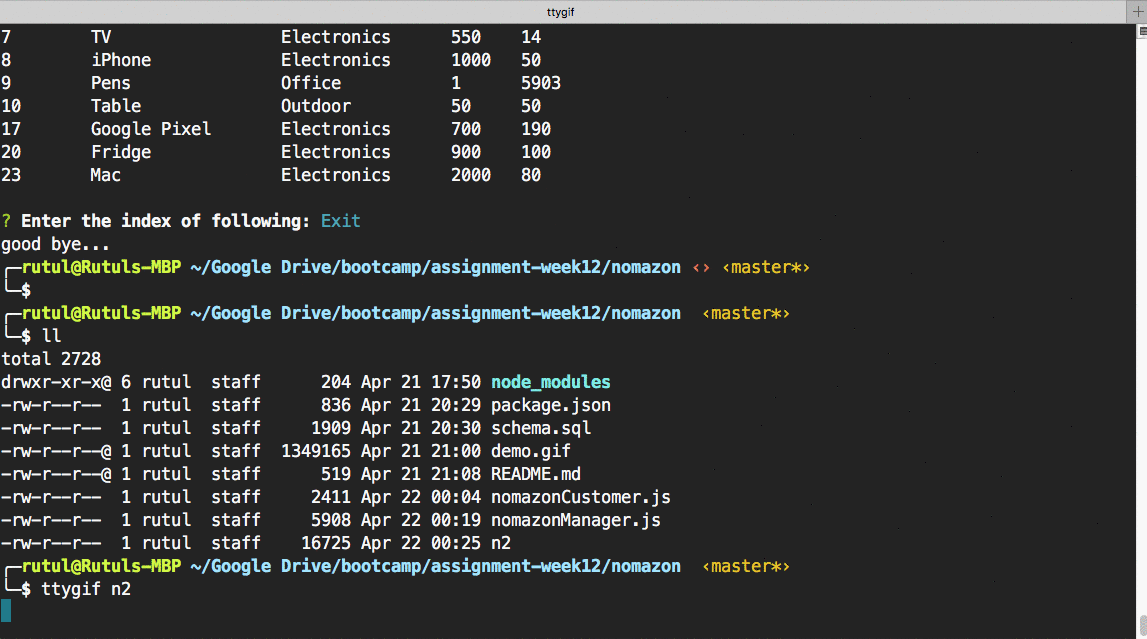 ttygif
7 TV Electronics 550 14
8 iPhone Electronics 1000 50
9 Pens Office 1 5903
10 Table Outdoor 50 50
17 Google Pixel Electronics 700 190
20 Fridge Electronics 900 100
23 Mac Electronics 2000 80
? Enter the index of following: Exit
good bye...
╭─rutul@Rutuls-MBP ~/Google Drive/bootcamp/assignment-week12/nomazon <> ‹master*›
╰─$
╭─rutul@Rutuls-MBP ~/Google Drive/bootcamp/assignment-week12/nomazon ‹master*›
╰─$ ll
total 2728
drwxr-xr-x@ 6 rutul staff 204 Apr 21 17:50 node_modules
-rw-r--r-- 1 rutul staff 836 Apr 21 20:29 package.json
-rw-r--r-- 1 rutul staff 1909 Apr 21 20:30 schema.sql
-rw-r--r--@ 1 rutul staff 1349165 Apr 21 21:00 demo.gif
-rw-r--r--@ 1 rutul staff 519 Apr 21 21:08 README.md
-rw-r--r-- 1 rutul staff 2411 Apr 22 00:04 nomazonCustomer.js
-rw-r--r-- 1 rutul staff 5908 Apr 22 00:19 nomazonManager.js
-rw-r--r-- 1 rutul staff 16725 Apr 22 00:25 n2
╭─rutul@Rutuls-MBP ~/Google Drive/bootcamp/assignment-week12/nomazon ‹master*›
╰─$ ttygif n2